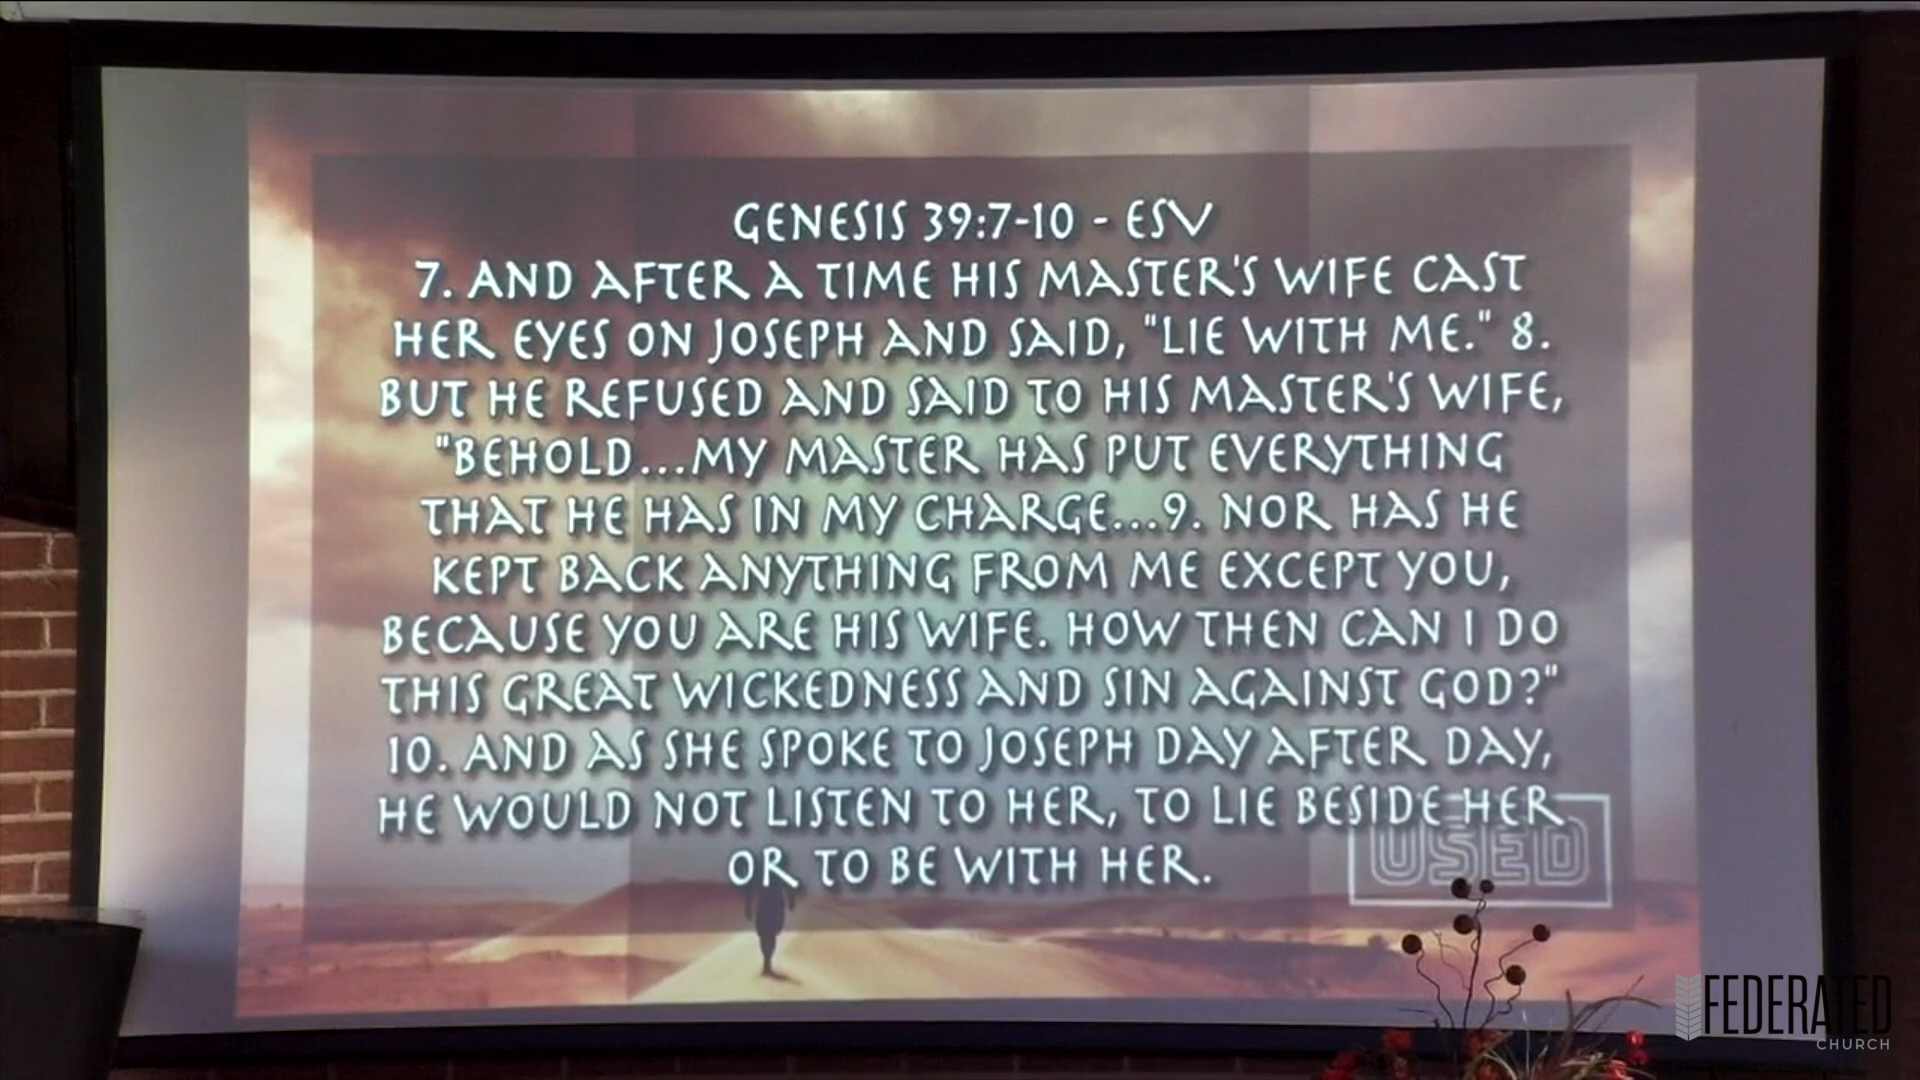 GENESIS 39:7-10 - ESV
7. AND AFTER A TIME HIS MASTER'S WIFE CAST
HER EYES ON JOSEPH AND SAID, "LIE WITH ME." 8.
BUT HE REFUSED AND SAID TO HIS MASTER'S WIFE,
"BEHOLD...MY MASTER HAS PUT EVERYTHING
THAT HE HAS IN MY CHARGE...9. NOR HAS HE
KEPT BACK ANYTHING FROM ME EXCEPT YOU,
BECAUSE YOU ARE HIS WIFE. HOW THEN CAN I DO
THIS GREAT WICKEDNESS AND SIN AGAINST GOD?"
10. AND AS SHE SPOKE TO JOSEPH DAY AFTER DAY,
HE WOULD NOT LISTEN TO HER, TO LIE BESIDE HER
OR TO BE WITH HER.
USED
FEDERATED
CHURCH